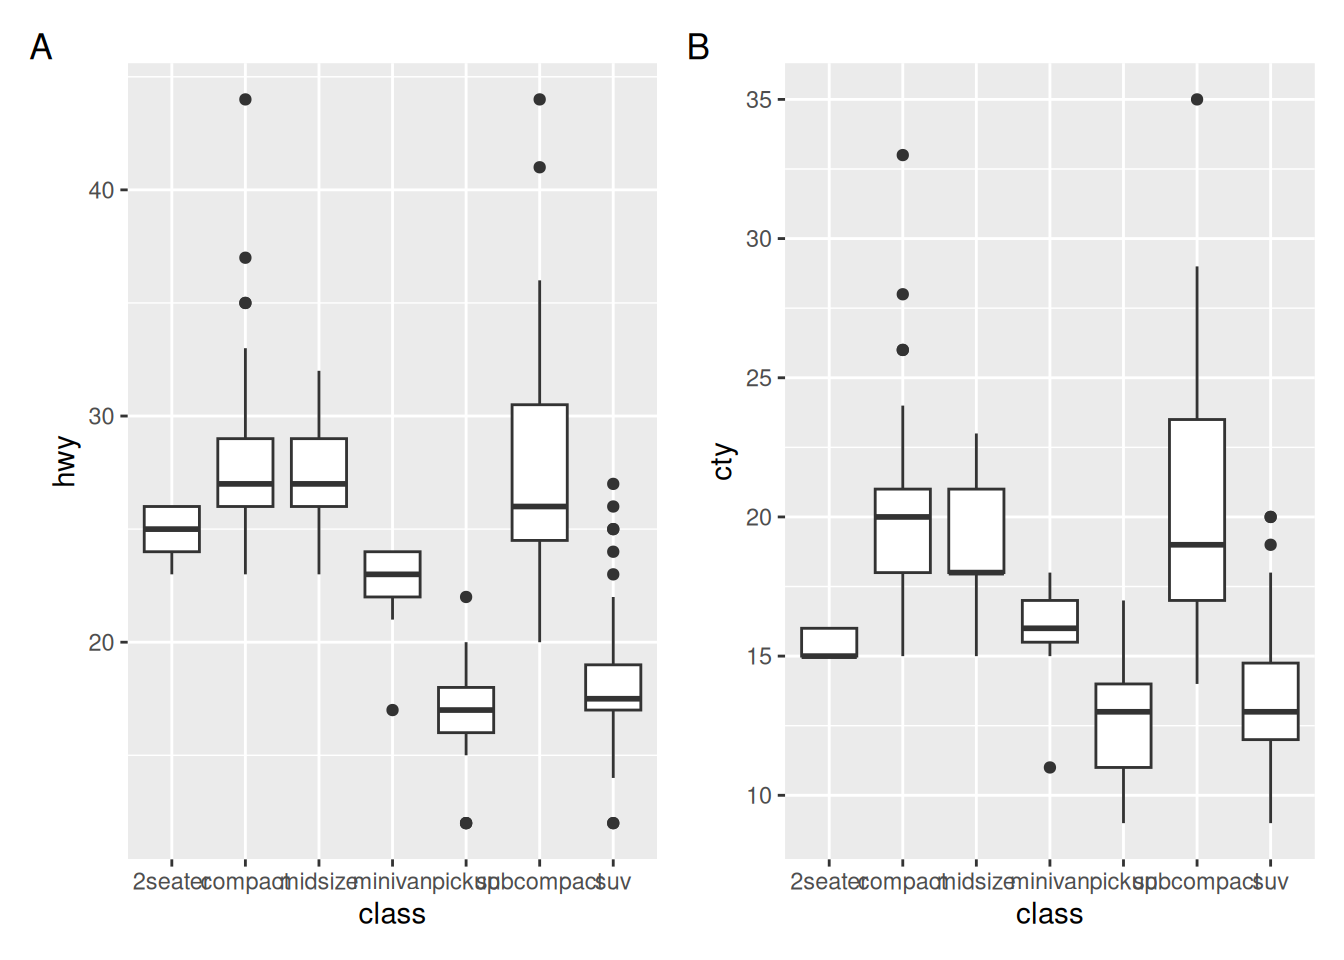 A
40
30
20
hwy
2seater compact midsize minivan pickup subcompact suv
class
B
35
30
25
20
15
10
cty
2seater compact midsize minivan pickup subcompact suv
class